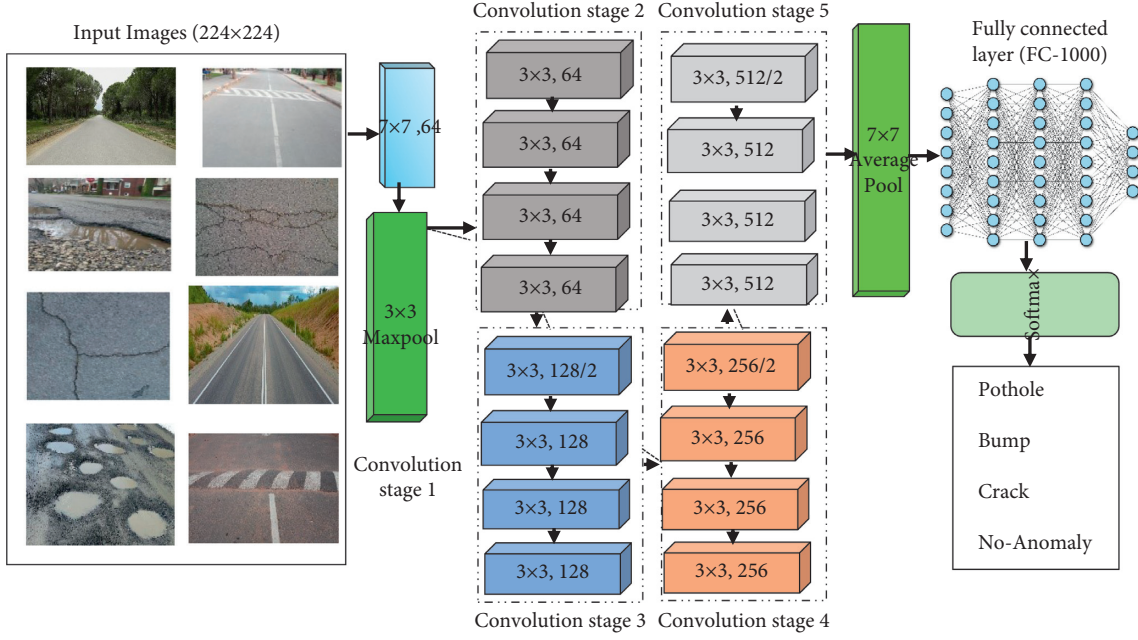 Input Images (224×224)
7×7 ,64
3×3
Maxpool
Convolution
stage 1
Convolution stage 2
3×3, 64
3×3, 64
3×3, 64
3×3, 64
3×3, 128/2
3×3, 128
3×3, 128
3×3, 128
Convolution stage 3
Convolution stage 5
3×3, 512/2
3×3, 512
3×3, 512
3×3, 512
3×3, 256/2
3×3, 256
3×3, 256
3×3, 256
Convolution stage 4
7×7
Average
Pool
Fully connected
layer (FC-1000)
Softmax
Pothole
Bump
Crack
No-Anomaly